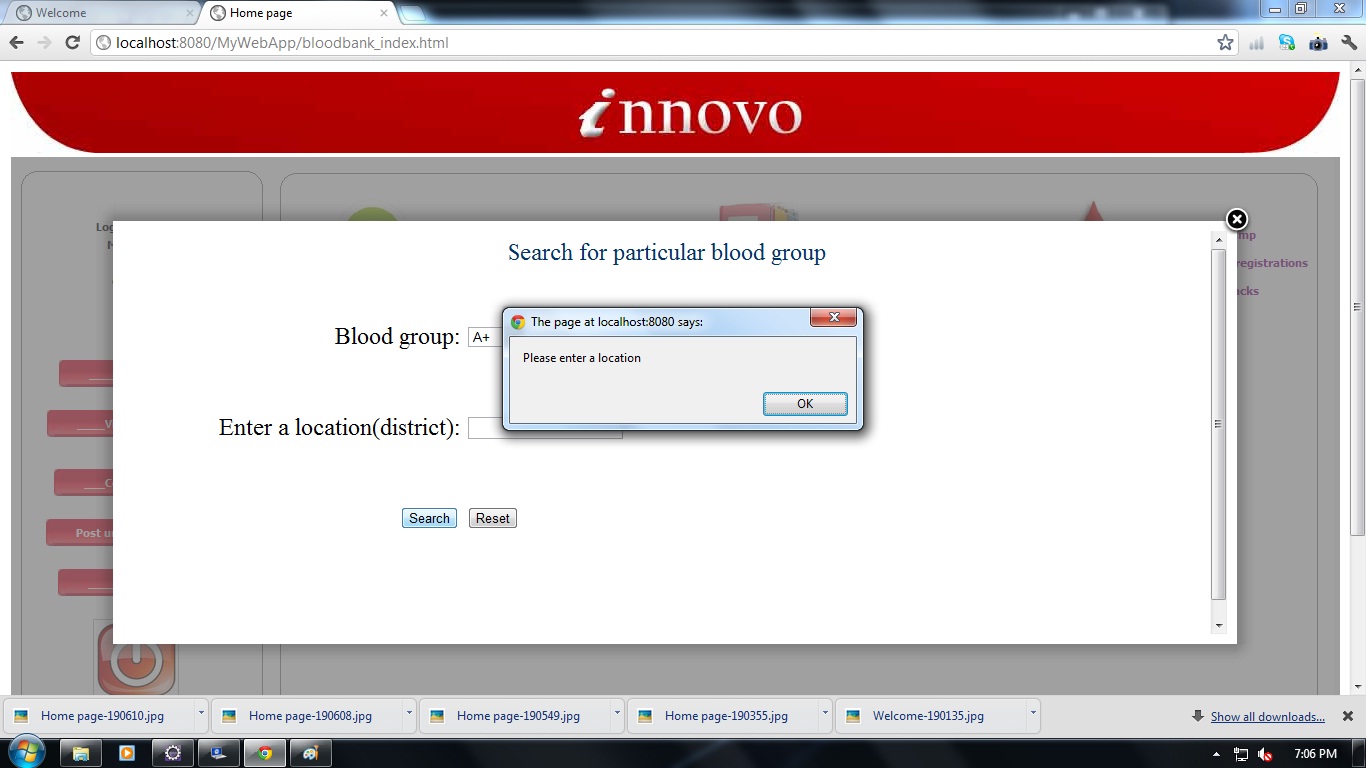 Welcome
Home page
localhost:8080/MyWebApp/bloodbank_index.html
innovo
registrations
Search for particular blood group
Blood group: A+
The page at localhost:8080 says:
Please enter a location
OK
Enter a location(district):
Search Reset
Post
Home page-190610.jpg
Home page-190608.jpg
Home page-190549.jpg
Home page-190355.jpg
Welcome-190135.jpg
Show all downloads...
7:06 PM